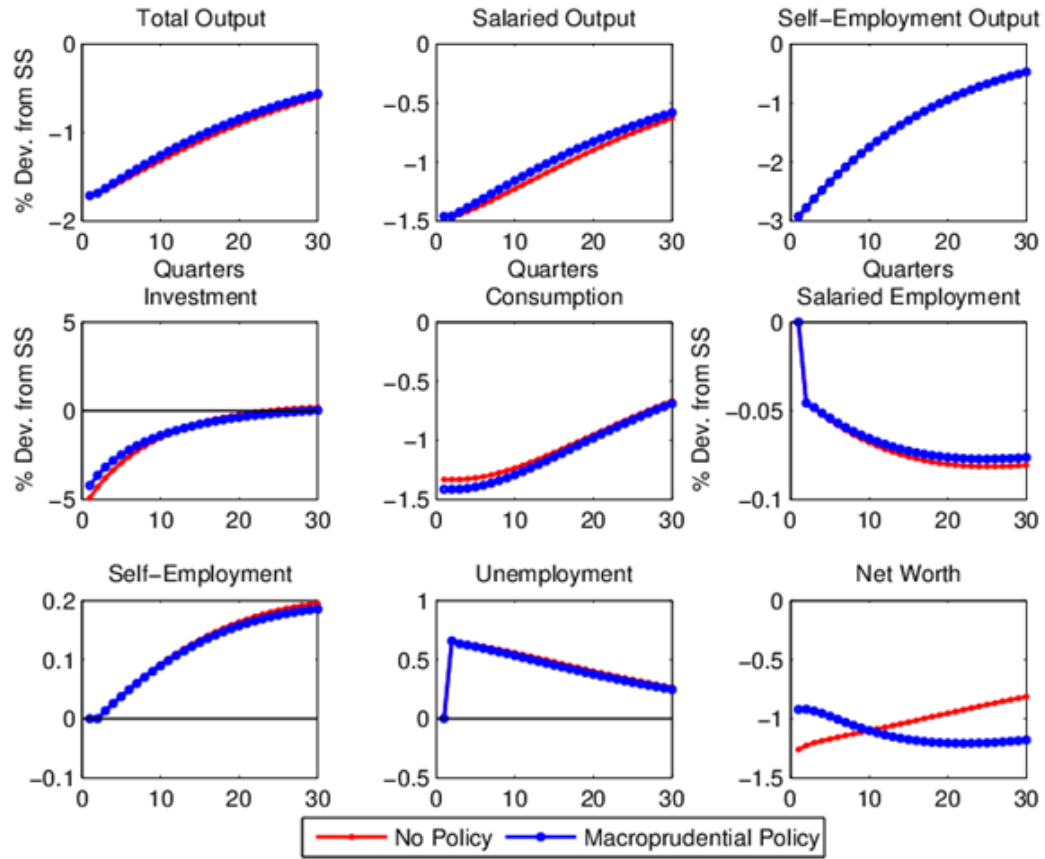 Total Output
Salaried Output
Self-Employment Output
% Dev. from SS
0
-1
-2
0
-0.5
-1
-1.5
0
-1
-2
-3
0 10 20 30
0 10 20 30
0 10 20 30
Quarters
Quarters
Quarters
Investment
Consumption
Salaried Employment
% Dev. from SS
5
0
-5
0
-0.5
-1
-1.5
% Dev. from SS
0
-0.05
-0.1
0 10 20 30
0 10 20 30
0 10 20 30
Self-Employment
Unemployment
Net Worth
0.2
0.1
0
-0.1
1
0.5
0
-0.5
0
-0.5
-1
-1.5
0 10 20 30
0 10 20 30
0 10 20 30
No Policy
Macroprudential Policy